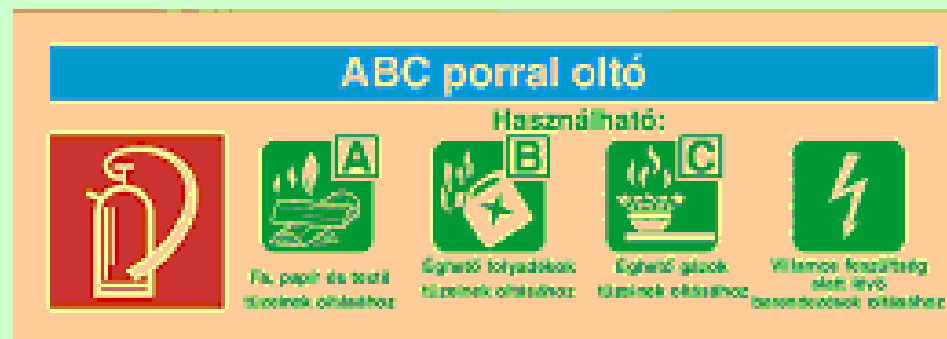 ABC porral oltó
Használható:
A
B
C
Fa, papír és textil
tüzeinek oltásához
Éghető folyadékok
tüzeinek oltásához
Éghető gázok
tüzeinek oltásához
Villamos feszültség
alatt lévő
berendezések oltásához